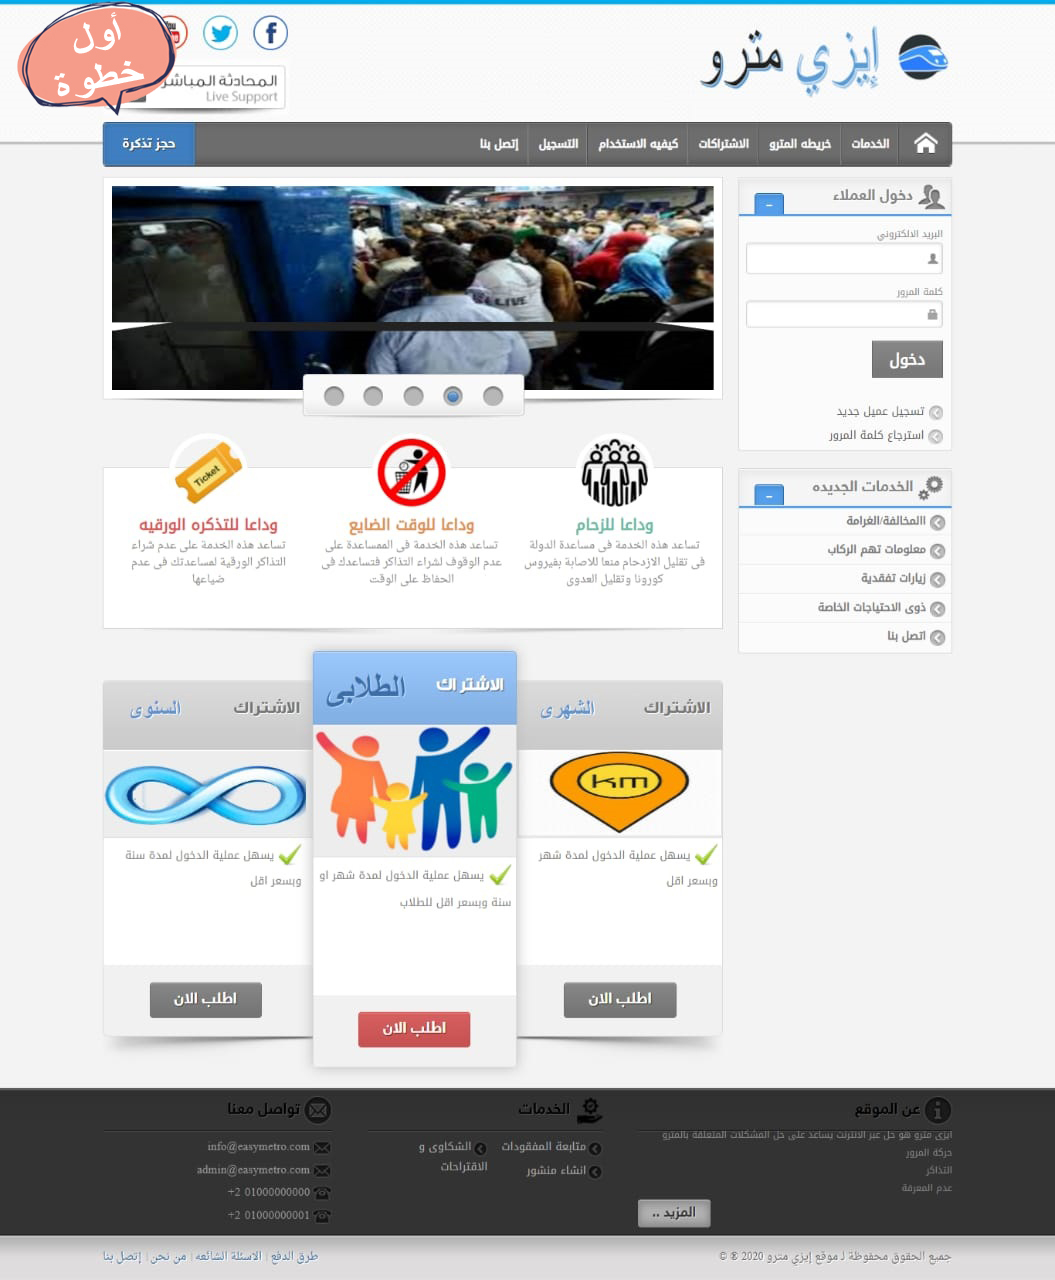 أول
خطوة
You
إيزي مترو
المحادثة المباشر
Live Support
الخدمات
خريطه المترو
الاشتراكات
كيفيه الاستخدام
التسجيل
إتصل بنا
حجز تذكرة
دخول العملاء
البريد الالكتروني
كلمة المرور
دخول
تسجيل عميل جديد
استرجاع كلمة المرور
LIVE
وداعا للزحام
تساعد هذه الخدمة فى مساعدة الدولة
فى تقليل الازدحام منعا للاصابة بفيروس
كورونا وتقليل العدوى
وداعا للوقت الضايع
تساعد هذه الخدمة فى الممساعدة على
عدم الوقوف لشراء التذاكر فتساعدك فى
الحفاظ على الوقت
Ticket
وداعا للتذكره الورقيه
تساعد هذه الخدمة على عدم شراء
التذاكر الورقية لمساعدتك فى عدم
ضياعها
الخدمات الجديده
االمخالفة/الغرامة
معلومات تهم الركاب
زيارات تفقدية
ذوى الاحتياجات الخاصة
اتصل بنا
الاشتراك الشهرى
km
يسهل عملية الدخول لمدة شهر
وبسعر اقل
اطلب الان
الاشتراك الطلابى
يسهل عملية الدخول لمدة شهر او
سنة وبسعر اقل للطلاب
اطلب الان
الاشتراك السنوى
يسهل عملية الدخول لمدة سنة
وبسعر اقل
اطلب الان
عن الموقع
ايزى مترو هو حل عبر الانترنت يساعد على حل المشكلات المتعلقة بالمترو
حركة المرور
التذاكر
عدم المعرفة
المزيد ..
الخدمات
متابعة المفقودات
انشاء منشور
الشكاوى و
الاقتراحات
تواصل معنا
info@easymetro.com
admin@easymetro.com
+2 01000000000
+2 01000000001
جميع الحقوق محفوظة لـ موقع إيزي مترو 2020 ® ©
طرق الدفع | الاسئلة الشائعه | من نحن | إتصل بنا